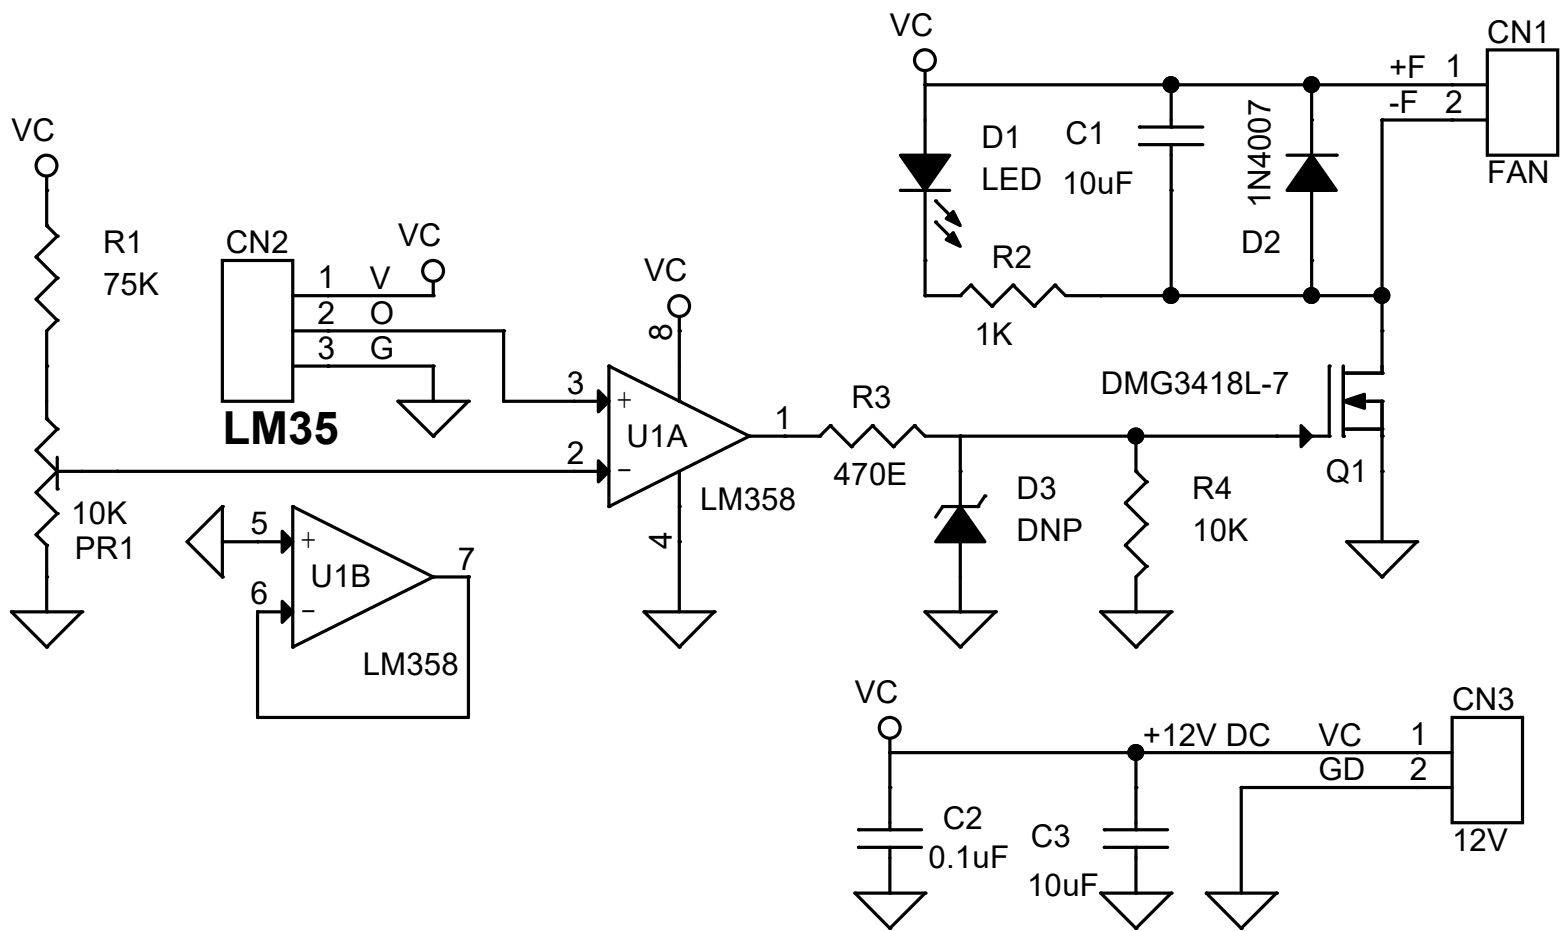 VC
CN1
+F 1
-F 2
FAN
D1
LED
C1
10uF
1N4007
D2
R2
1K
VC
R1
75K
CN2
1 V
2 O
3 G
LM35
VC
VC
8
3
2
+
−
U1A
1
4
LM358
R3
470E
DMG3418L-7
Q1
D3
DNP
R4
10K
10K
PR1
5
6
+
−
U1B
7
LM358
VC
+12V DC VC 1
GD 2
CN3
12V
C2
0.1uF
C3
10uF